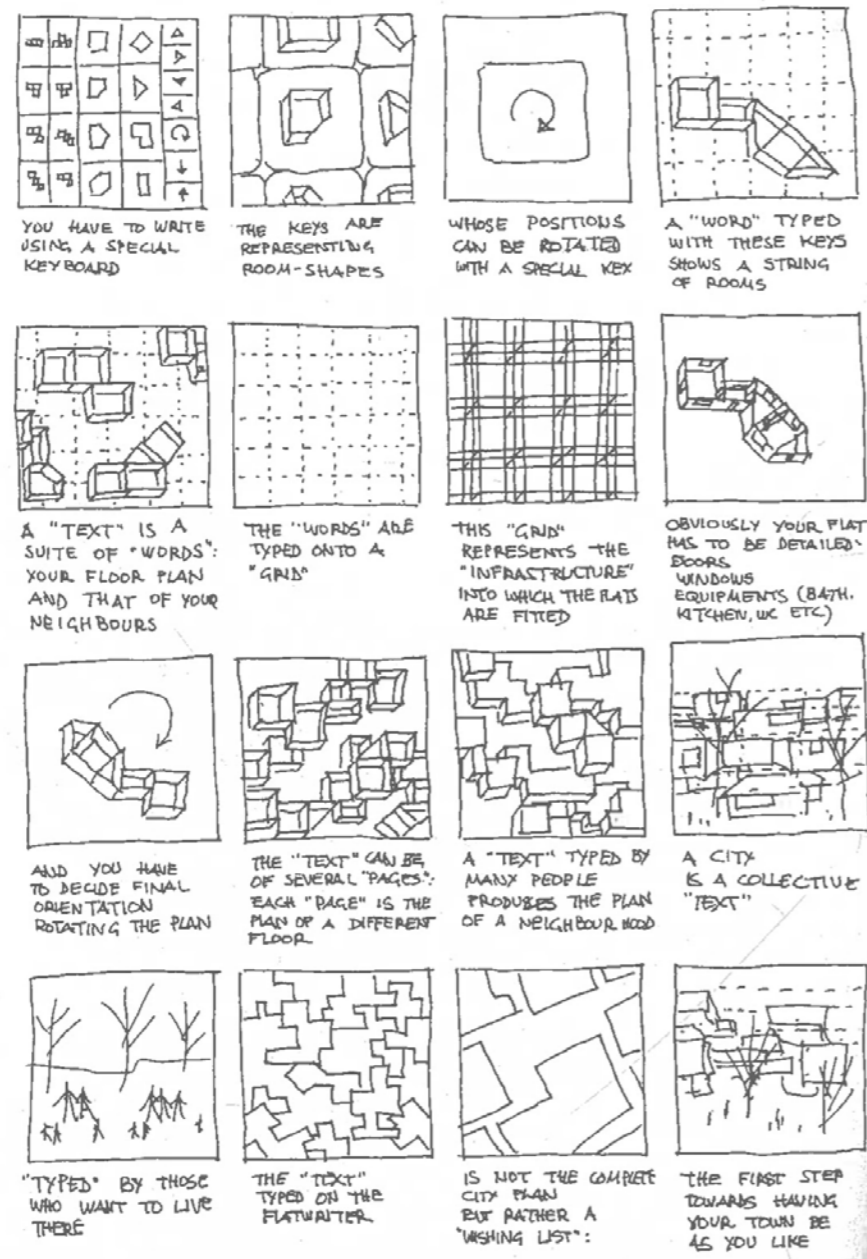 YOU HAVE TO WRITE
USING A SPECIAL
KEYBOARD
THE KEYS ARE
REPRESENTING
ROOM-SHAPES
WHOSE POSITIONS
CAN BE ROTATED
WITH A SPECIAL KEY
A "WORD" TYPED
WITH THESE KEYS
SHOWS A STRING
OF ROOMS
A "TEXT" IS A
SUITE OF "WORDS":
YOUR FLOOR PLAN
AND THAT OF YOUR
NEIGHBOURS
THE "WORDS" ARE
TYPED ONTO A
"GRID"
THIS "GRID"
REPRESENTS THE
"INFRASTRUCTURE"
INTO WHICH THE FLATS
ARE FITTED
OBVIOUSLY YOUR FLAT
HAS TO BE DETAILED:
DOORS
WINDOWS
EQUIPMENTS (BATH.
KITCHEN, WC ETC)
AND YOU HAVE
TO DECIDE FINAL
ORIENTATION
ROTATING THE PLAN
THE "TEXT" CAN BE
OF SEVERAL "PAGES":
EACH "PAGE" IS THE
PLAN OF A DIFFERENT
FLOOR
A "TEXT" TYPED BY
MANY PEOPLE
PRODUSES THE PLAN
OF A NEIGHBOUR HOOD
A CITY
IS A COLLECTIVE
"TEXT"
"TYPED" BY THOSE
WHO WANT TO LIVE
THERE
THE "TEXT"
TYPED ON THE
FLATWRITER
IS NOT THE COMPLETE
CITY PLAN
BUT RATHER A
"WISHING LIST":
THE FIRST STEP
TOWARDS HAVING
YOUR TOWN BE
AS YOU LIKE